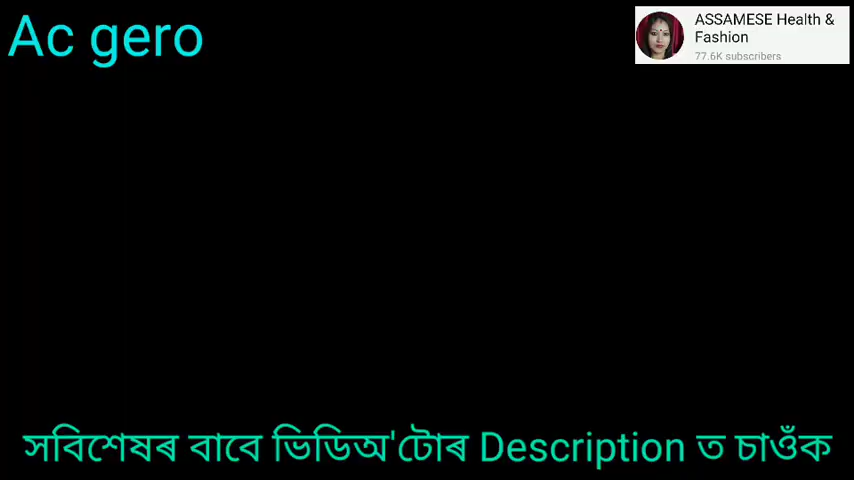 Ac gero
ASSAMESE Health &
Fashion
77.6K subscribers
সবিশেষৰ বাবে ভিডিঅ'টোৰ Description ত চাওঁক